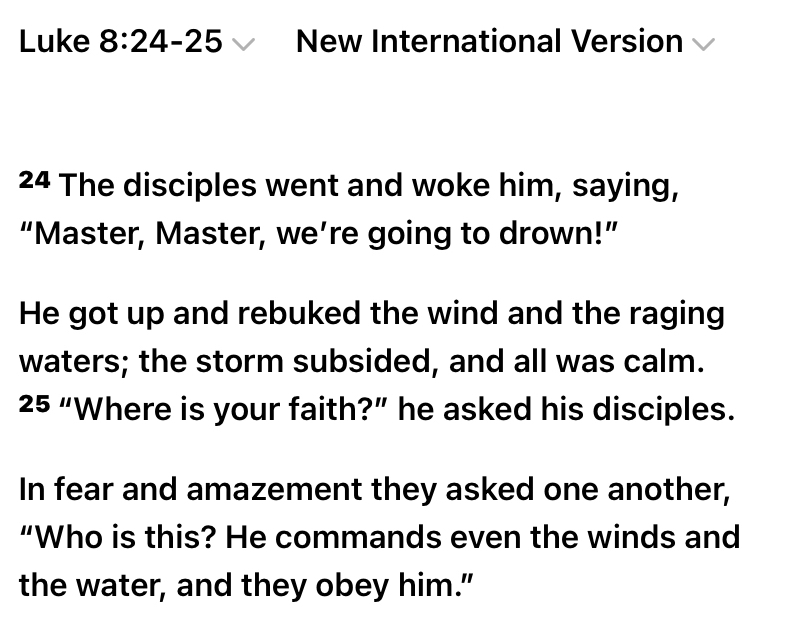 Luke 8:24-25 New International Version
24 The disciples went and woke him, saying,
“Master, Master, we’re going to drown!”
He got up and rebuked the wind and the raging
waters; the storm subsided, and all was calm.
25 “Where is your faith?” he asked his disciples.
In fear and amazement they asked one another,
“Who is this? He commands even the winds and
the water, and they obey him.”